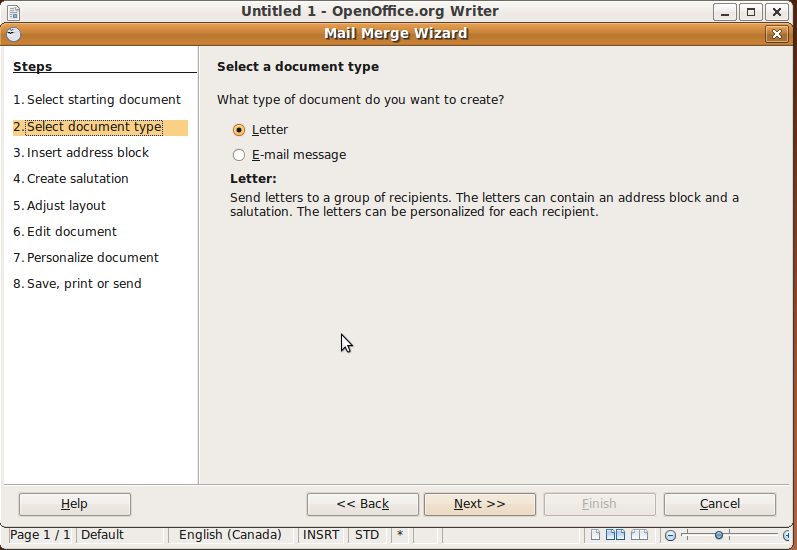 Untitled 1 - OpenOffice.org Writer
Mail Merge Wizard
Steps
1. Select starting document
2. Select document type
3. Insert address block
4. Create salutation
5. Adjust layout
6. Edit document
7. Personalize document
8. Save, print or send
Select a document type
What type of document do you want to create?
Letter
E-mail message
Letter:
Send letters to a group of recipients. The letters can contain an address block and a
salutation. The letters can be personalized for each recipient.
Help
<< Back
Next >>
Finish
Cancel
Page 1 / 1 Default English (Canada) INSRT STD *